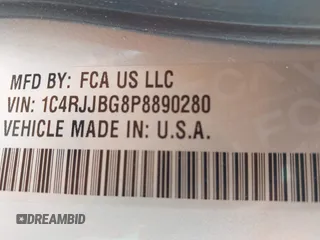 MFD BY: FCA US LLC
VIN: 1C4RJJBG8P8890280
VEHICLE MADE IN: U.S.A.
DREAMBID